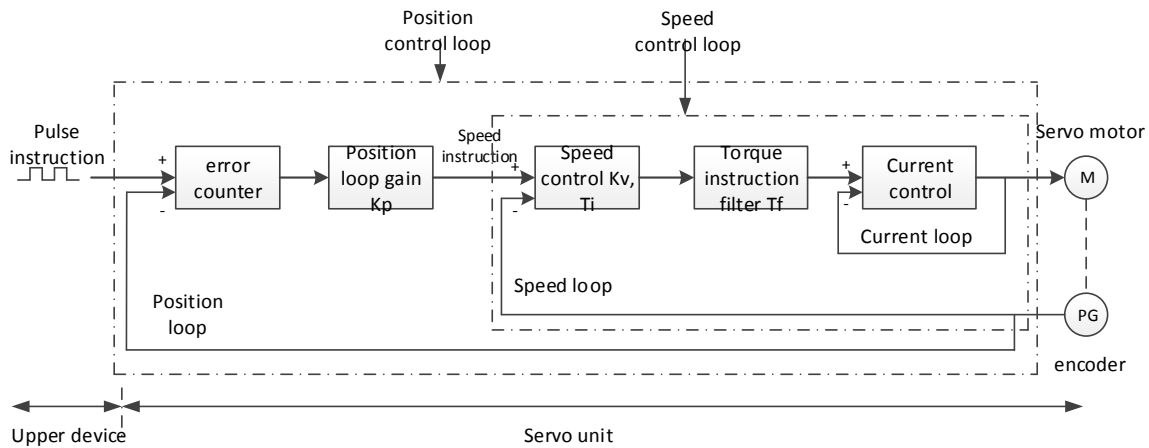 Position
control loop
Speed
control loop
Pulse
instruction
+
-
error
counter
Position
loop gain
Kp
Speed
instruction
+
-
Speed
control Kv,
Ti
Torque
instruction
filter Tf
+
-
Current
control
Servo motor
M
Current loop
Speed loop
Position
loop
PG
encoder
Upper device
Servo unit